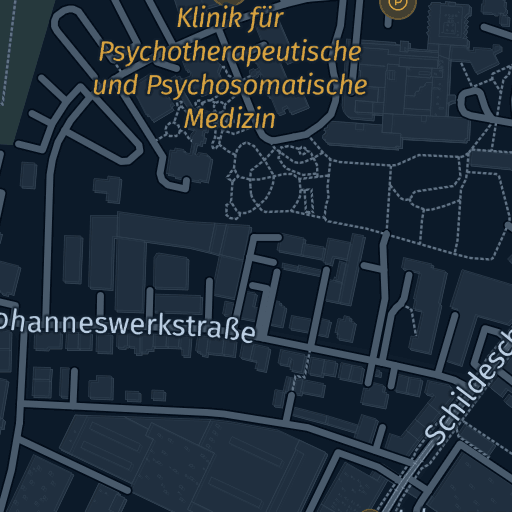 Klinik für
Psychotherapeutische
und Psychosomatische
Medizin
ohanneswerkstraße
Schildesch